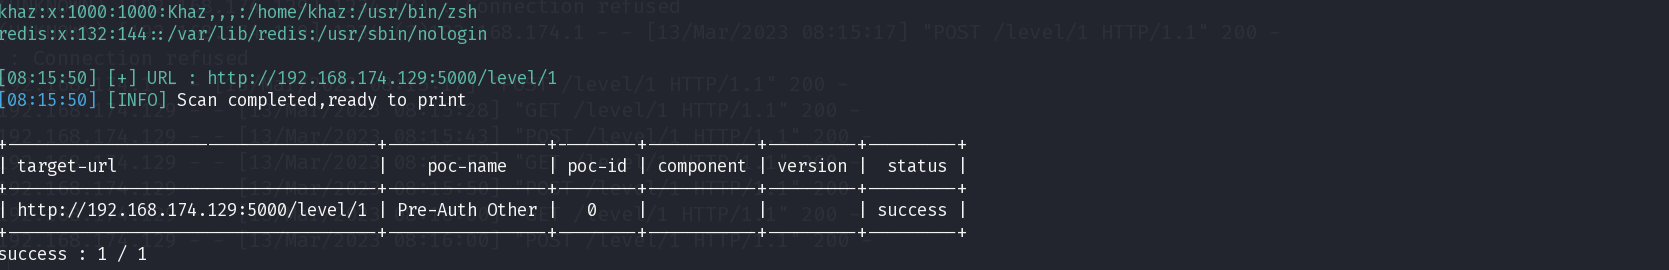 khaz:x:1000:1000:Khaz,,,:/home/khaz:/usr/bin/zsh
redis:x:132:144::/var/lib/redis:/usr/sbin/nologin
[08:15:50] [+] URL : http://192.168.174.129:5000/level/1
[08:15:50] [INFO] Scan completed,ready to print
+-------------------------------------+----------------+--------+-----------+---------+---------+
| target-url                          |    poc-name    | poc-id | component | version |  status |
+-------------------------------------+----------------+--------+-----------+---------+---------+
| http://192.168.174.129:5000/level/1 | Pre-Auth Other |   0    |           |         | success |
+-------------------------------------+----------------+--------+-----------+---------+---------+
success : 1 / 1